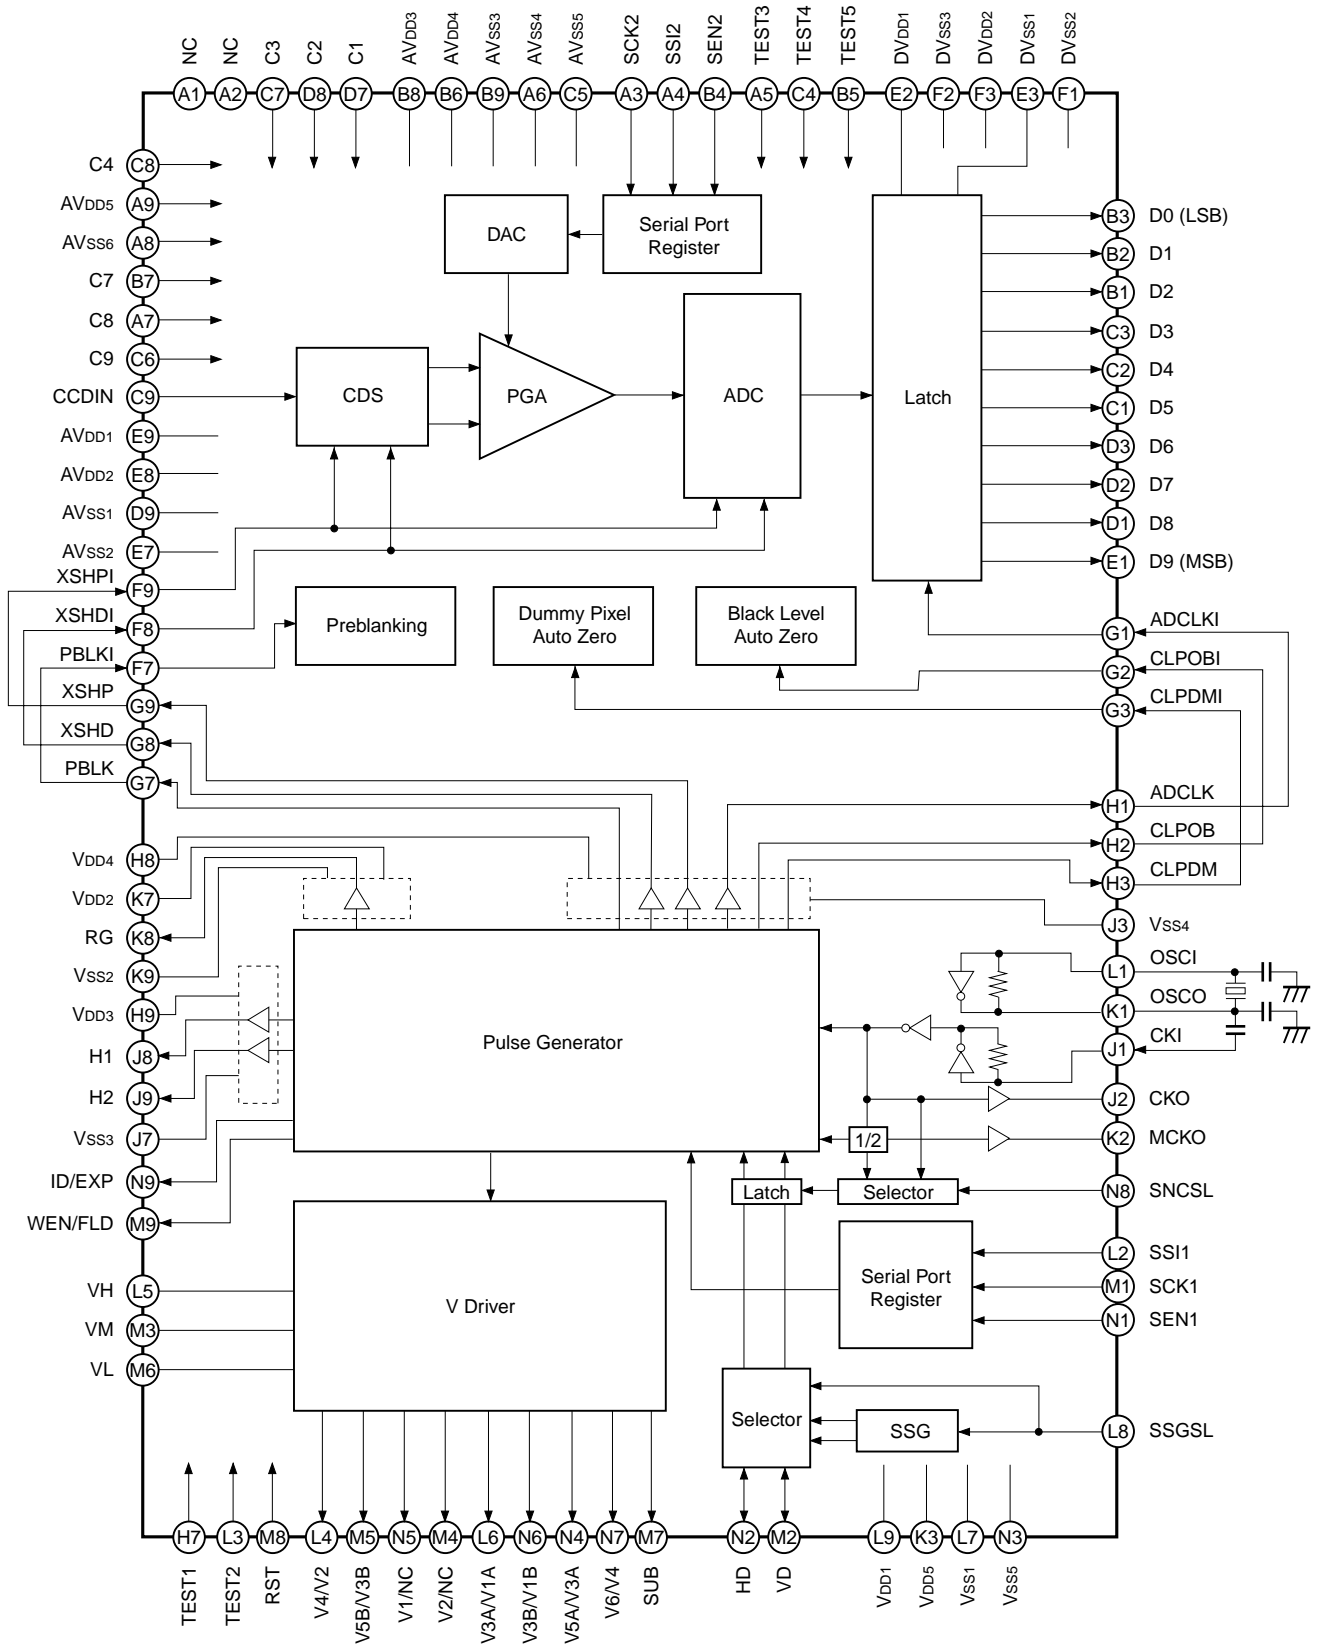 NC
NC
C3
C2
C1
AVDD3
AVDD4
AVSS3
AVSS4
AVSS5
SCK2
SSI2
SEN2
TEST3
TEST4
TEST5
DVDD1
DVSS3
DVDD2
DVSS1
DVSS2
A1
A2
C7
D8
D7
B8
B6
B9
A6
C5
A3
A4
B4
A5
C4
B5
E2
F2
F3
E3
F1
C4 C8
AVDD5 A9
AVSS6 A8
C7 B7
C8 A7
C9 C6
CCDIN C9
AVDD1 E9
AVDD2 E8
AVSS1 D9
AVSS2 E7
XSHPI F9
XSHDI F8
PBLKI F7
XSHP G9
XSHD G8
PBLK G7
VDD4 H8
VDD2 K7
RG K8
VSS2 K9
VDD3 H9
H1 J8
H2 J9
VSS3 J7
ID/EXP N9
WEN/FLD M9
VH L5
VM M3
VL M6
DAC
Serial Port
Register
CDS
PGA
ADC
Latch
Preblanking
Dummy Pixel
Auto Zero
Black Level
Auto Zero
Pulse Generator
1/2
Latch
Selector
V Driver
Serial Port
Register
Selector
SSG
B3 D0 (LSB)
B2 D1
B1 D2
C3 D3
C2 D4
C1 D5
D3 D6
D2 D7
D1 D8
E1 D9 (MSB)
G1 ADCLKI
G2 CLPOBI
G3 CLPDMI
H1 ADCLK
H2 CLPOB
H3 CLPDM
J3 VSS4
L1 OSCI
K1 OSCO
J1 CKI
J2 CKO
K2 MCKO
N8 SNCSL
L2 SSI1
M1 SCK1
N1 SEN1
L8 SSGSL
H7
L3
M8
L4
M5
N5
M4
L6
N6
N4
N7
M7
N2
M2
L9
K3
L7
N3
TEST1
TEST2
RST
V4/V2
V5B/V3B
V1/NC
V2/NC
V3A/V1A
V3B/V1B
V5A/V3A
V6/V4
SUB
HD
VD
VDD1
VDD5
VSS1
VSS5